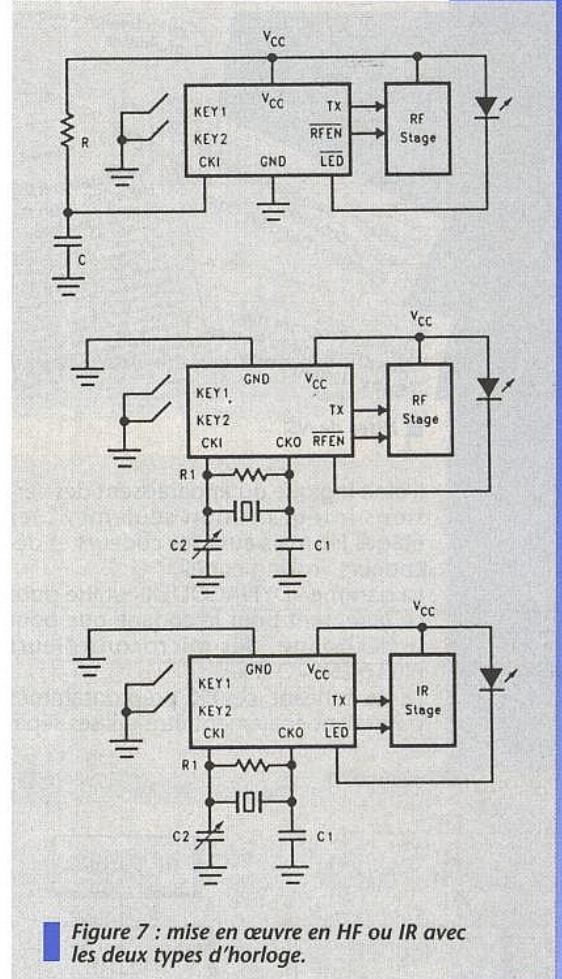 VCC
VCC
KEY1
TX
KEY2
RFEN
RF
Stage
R
CKI
GND
LED
C
VCC
GND
VCC
KEY1
RF
Stage
KEY2
TX
CKI
CKO
RFEN
R1
C2
C1
VCC
GND
VCC
KEY1
IR
Stage
KEY2
TX
CKI
CKO
LED
R1
C2
C1
Figure 7 : mise en œuvre en HF ou IR avec
les deux types d'horloge.